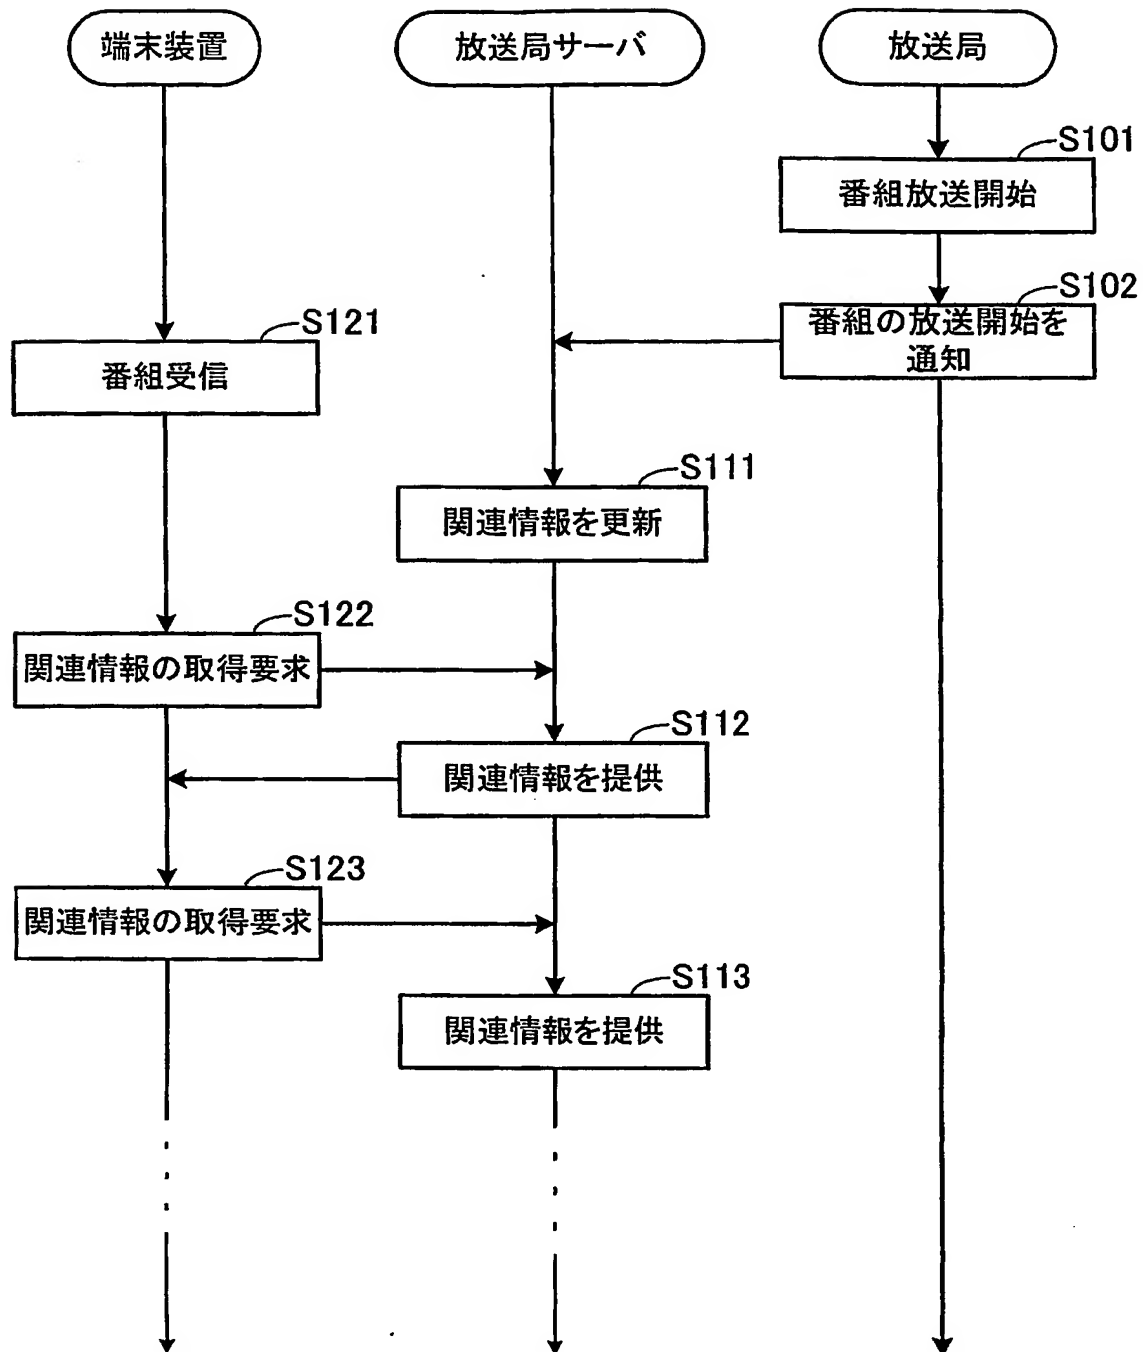 端末装置
放送局サーバ
放送局
S101
番組放送開始
S102
番組の放送開始を
通知
S121
番組受信
S111
関連情報を更新
S122
関連情報の取得要求
S112
関連情報を提供
S123
関連情報の取得要求
S113
関連情報を提供